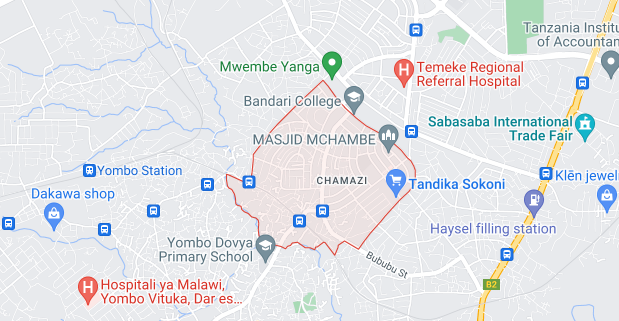 Tanzania Instit
of Accountan
Mwembe Yanga
Temeke Regional
Referral Hospital
Bandari College
Sabasaba International
Trade Fair
MASJID MCHAMBE
Yombo Station
CHAMAZI
Tandika Sokoni
Klēn jewel
Dakawa shop
Haysel filling station
Yombo Dovya
Primary School
Bububu St
B2
Hospitali ya Malawi,
Yombo Vituka, Dar es...